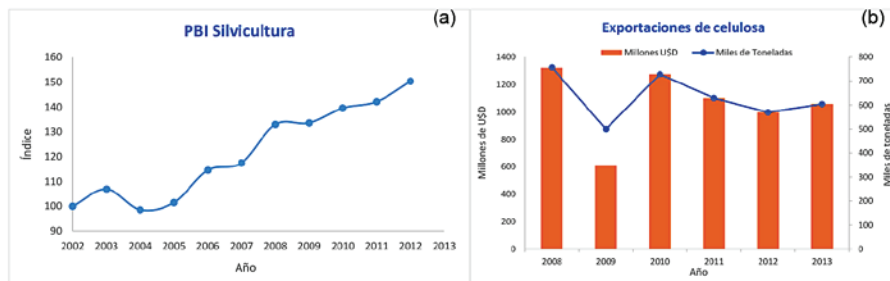 PBI Silvicultura
(a)
160
150
140
130
120
110
100
90
Índice
2002 2003 2004 2005 2006 2007 2008 2009 2010 2011 2012 2013
Año
Exportaciones de celulosa
(b)
Millones U$D Miles de Toneladas
1400
1200
1000
800
600
400
200
0
Millones de U$D
800
700
600
500
400
300
200
100
0
Miles de toneladas
2008 2009 2010 2011 2012 2013
Año